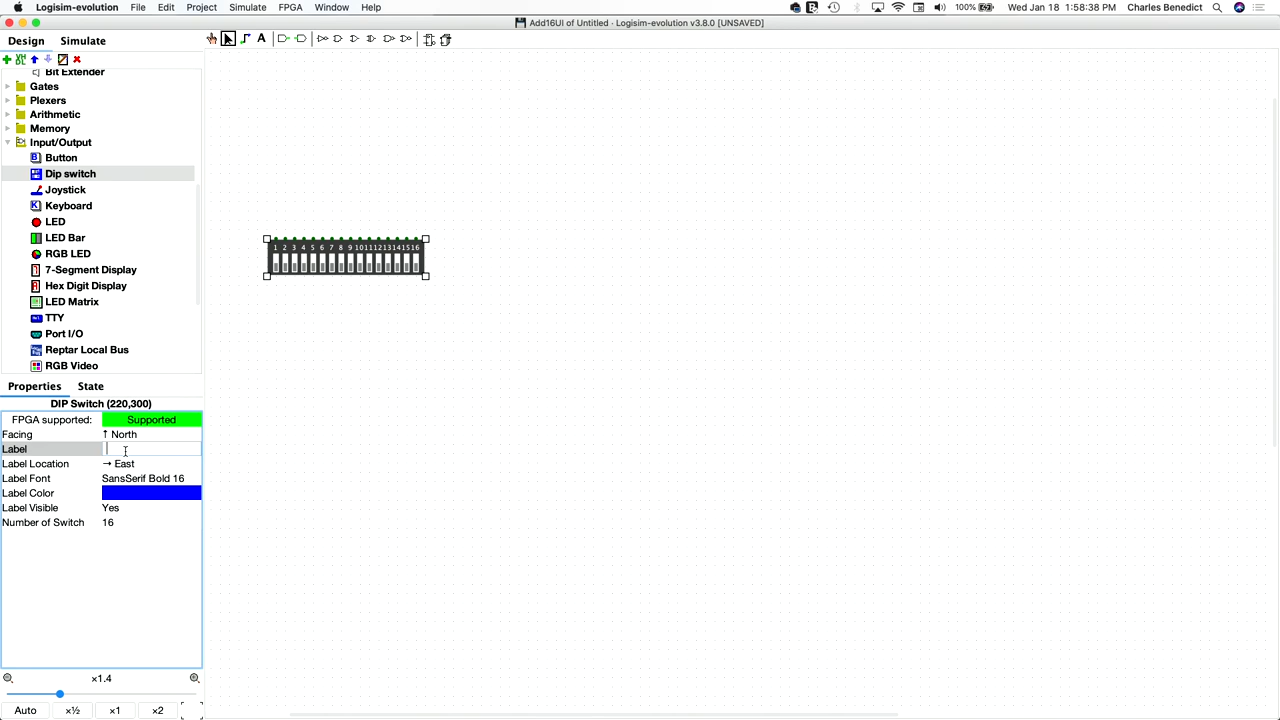 Logisim-evolution File Edit Project Simulate FPGA Window Help 100% Wed Jan 18 1:58:38 PM Charles Benedict
Add16UI of Untitled · Logisim-evolution v3.8.0 [UNSAVED]
Design Simulate
A
Bit Extender
Gates
Plexers
Arithmetic
Memory
Input/Output
Button
Dip switch
Joystick
Keyboard
LED
LED Bar
RGB LED
7-Segment Display
Hex Digit Display
LED Matrix
TTY
Port I/O
Reptar Local Bus
RGB Video
1 2 3 4 5 6 7 8 9 10 11 12 13 14 15 16
Properties State
DIP Switch (220,300)
FPGA supported: Supported
Facing ↑ North
Label
Label Location → East
Label Font SansSerif Bold 16
Label Color
Label Visible Yes
Number of Switch 16
×1.4
Auto ×½ ×1 ×2